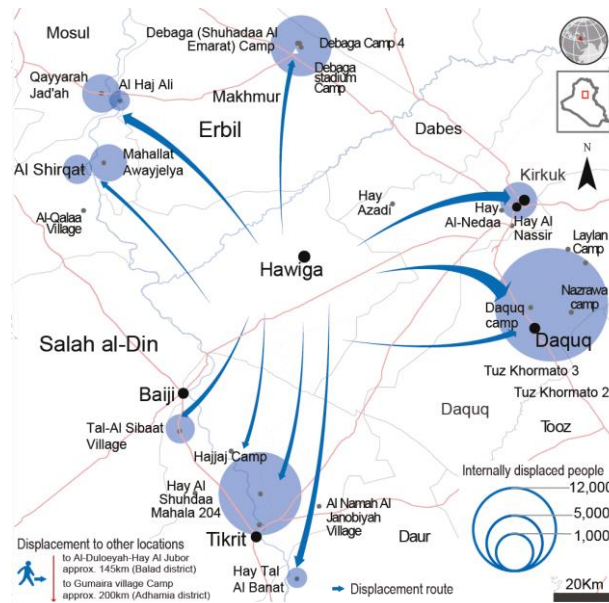 Mosul
Debaga (Shuhadaa Al
Emarat) Camp
Debaga Camp 4
Debaga
stadium
Camp
Qayyarah
Jad'ah
Al Haj Ali
Makhmur
Erbil
Dabes
Mahallat
Awayjelya
Al Shirqat
Al-Qalaa
Village
N
Kirkuk
Hay
Azadi
Hay
Al-Nedaa
Hay Al
Nassir
Laylan
Camp
Hawiga
Nazrawa
camp
Daquq
camp
Daquq
Salah al-Din
Tuz Khormato 3
Tuz Khormato 2
Baiji
Daquq
Tooz
Tal-Al Sibaat
Village
Hajjaj Camp
Hay Al
Shuhdaa
Mahala 204
Al Namah Al
Janobiyah
Village
Tikrit
Daur
Hay Tal
Al Banat
Internally displaced people
12,000
5,000
1,000
Displacement to other locations
to Al-Duloeyah-Hay Al Jubor
approx. 145km (Balad district)
to Gumaira village Camp
approx. 200km (Adhamia district)
Displacement route
20Km